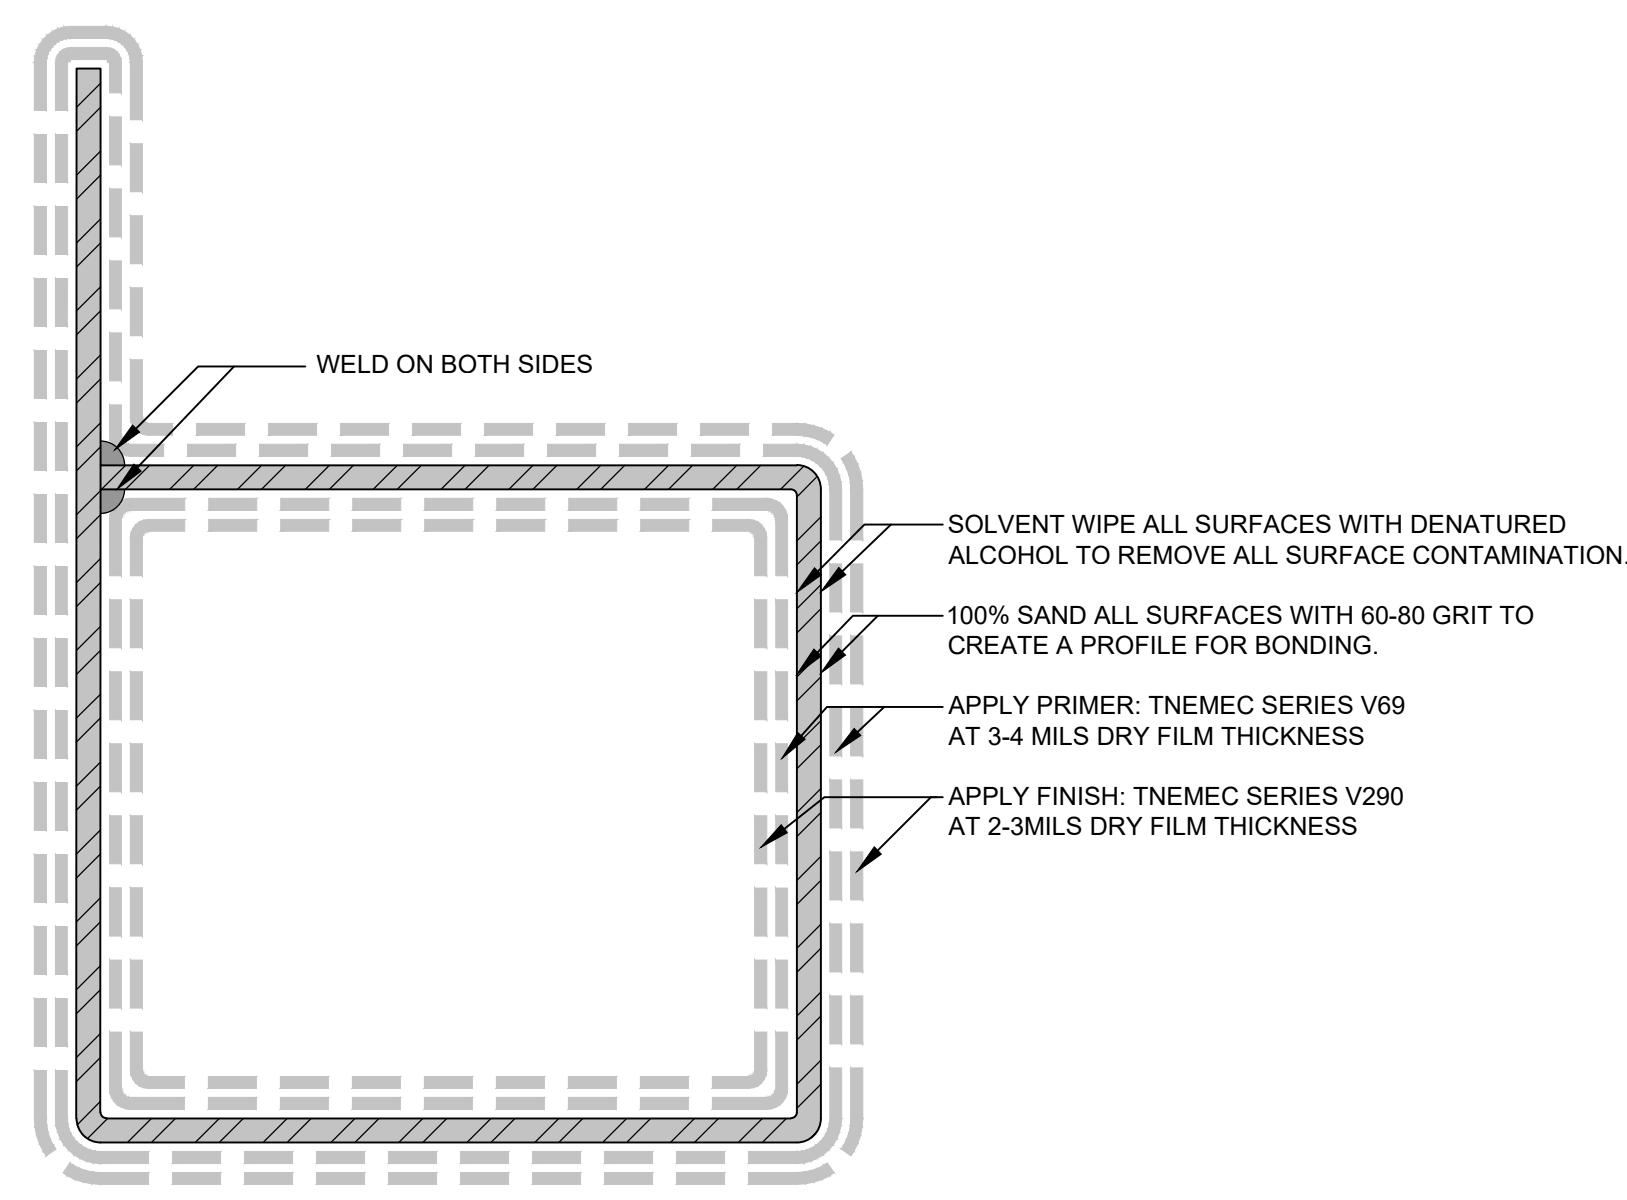 WELD ON BOTH SIDES
SOLVENT WIPE ALL SURFACES WITH DENATURED
ALCOHOL TO REMOVE ALL SURFACE CONTAMINATION.
100% SAND ALL SURFACES WITH 60-80 GRIT TO
CREATE A PROFILE FOR BONDING.
APPLY PRIMER: TNEMEC SERIES V69
AT 3-4 MILS DRY FILM THICKNESS
APPLY FINISH: TNEMEC SERIES V290
AT 2-3MILS DRY FILM THICKNESS